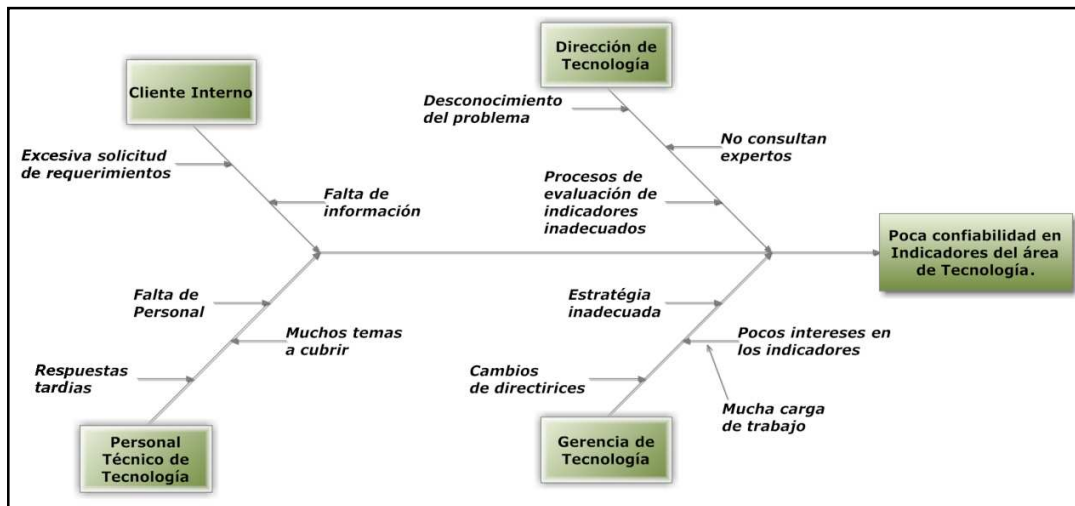 Cliente Interno
Excesiva solicitud
de requerimientos
Falta de
información
Dirección de
Tecnología
Desconocimiento
del problema
No consultan
expertos
Procesos de
evaluación de
indicadores
inadecuados
Poca confiabilidad en
Indicadores del área
de Tecnología.
Falta de
Personal
Muchos temas
a cubrir
Respuestas
tardias
Personal
Técnico de
Tecnología
Estratégia
inadecuada
Pocos intereses en
los indicadores
Cambios
de directirices
Mucha carga
de trabajo
Gerencia de
Tecnología